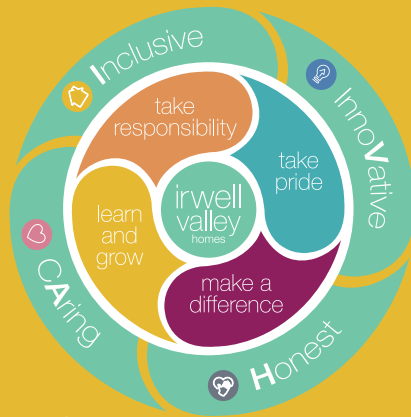 Inclusive
InnoVative
Honest
CAring
take
responsibility
take
pride
make a
difference
learn
and
grow
irwell
valley
homes